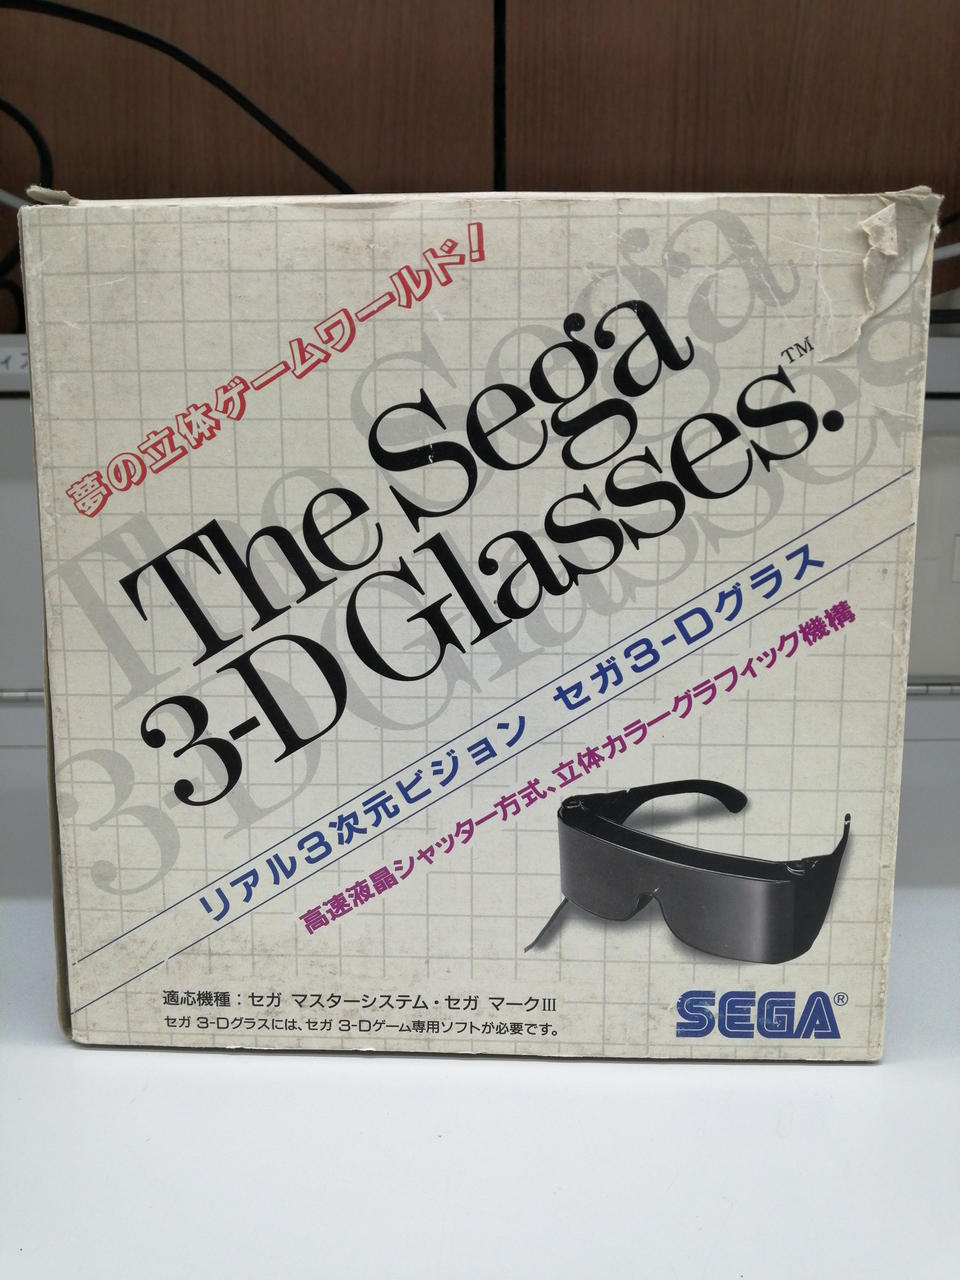 夢の立体ゲームワールド!
The Sega
3-D Glasses.™
リアル3次元ビジョン セガ3-Dグラス
高速液晶シャッター方式、立体カラーグラフィック機構
適応機種：セガ マスターシステム・セガ マークIII
セガ 3-Dグラスには、セガ 3-Dゲーム専用ソフトが必要です。
SEGA®